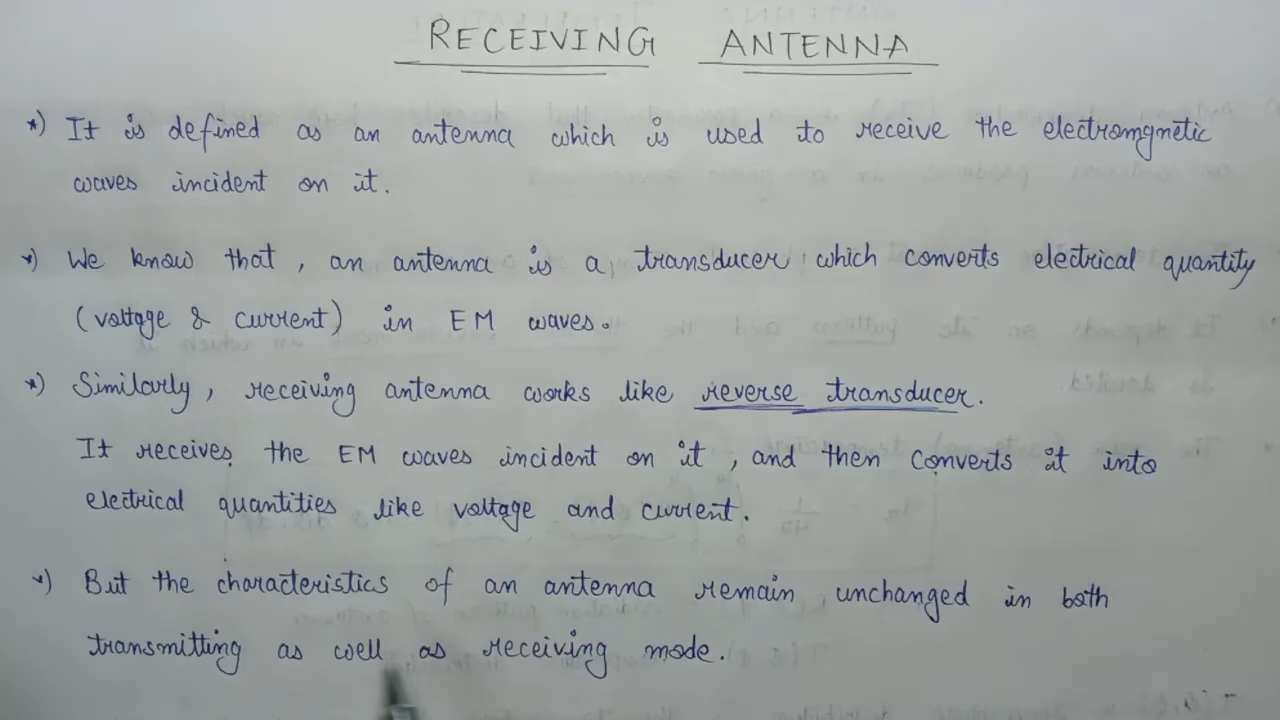 RECEIVING ANTENNA
*) It is defined as an antenna which is used to receive the electromgnetic
waves incident on it.
*) We know that, an antenna is a transducer which converts electrical quantity
(voltage & current) in EM waves.
*) Similarly, receiving antenna works like reverse transducer.
It receives the EM waves incident on it, and then converts it into
electrical quantities like voltage and current.
*) But the characteristics of an antenna remain unchanged in both
transmitting as well as receiving mode.